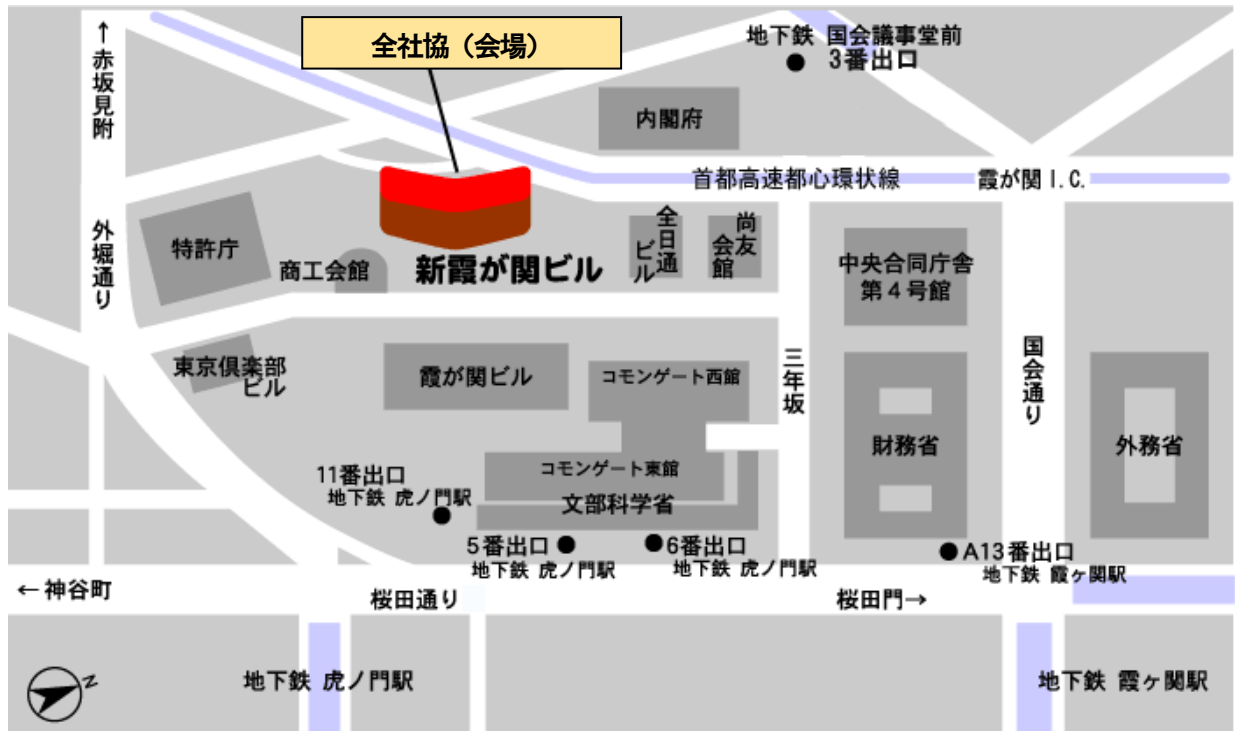 全社協（会場）
地下鉄 国会議事堂前
3番出口
←赤坂見附
内閣府
首都高速都心環状線
霞が関 I.C.
外堀通り
特許庁
商工会館
新霞が関ビル
全日通
ビル
尚友
会館
中央合同庁舎
第４号館
東京倶楽部
ビル
霞が関ビル
コモンゲート西館
三年坂
国会通り
財務省
外務省
コモンゲート東館
文部科学省
11番出口
地下鉄 虎ノ門駅
5番出口
地下鉄 虎ノ門駅
6番出口
地下鉄 虎ノ門駅
A13番出口
地下鉄 霞ヶ関駅
←神谷町
桜田通り
桜田門→
地下鉄 虎ノ門駅
地下鉄 霞ヶ関駅
N